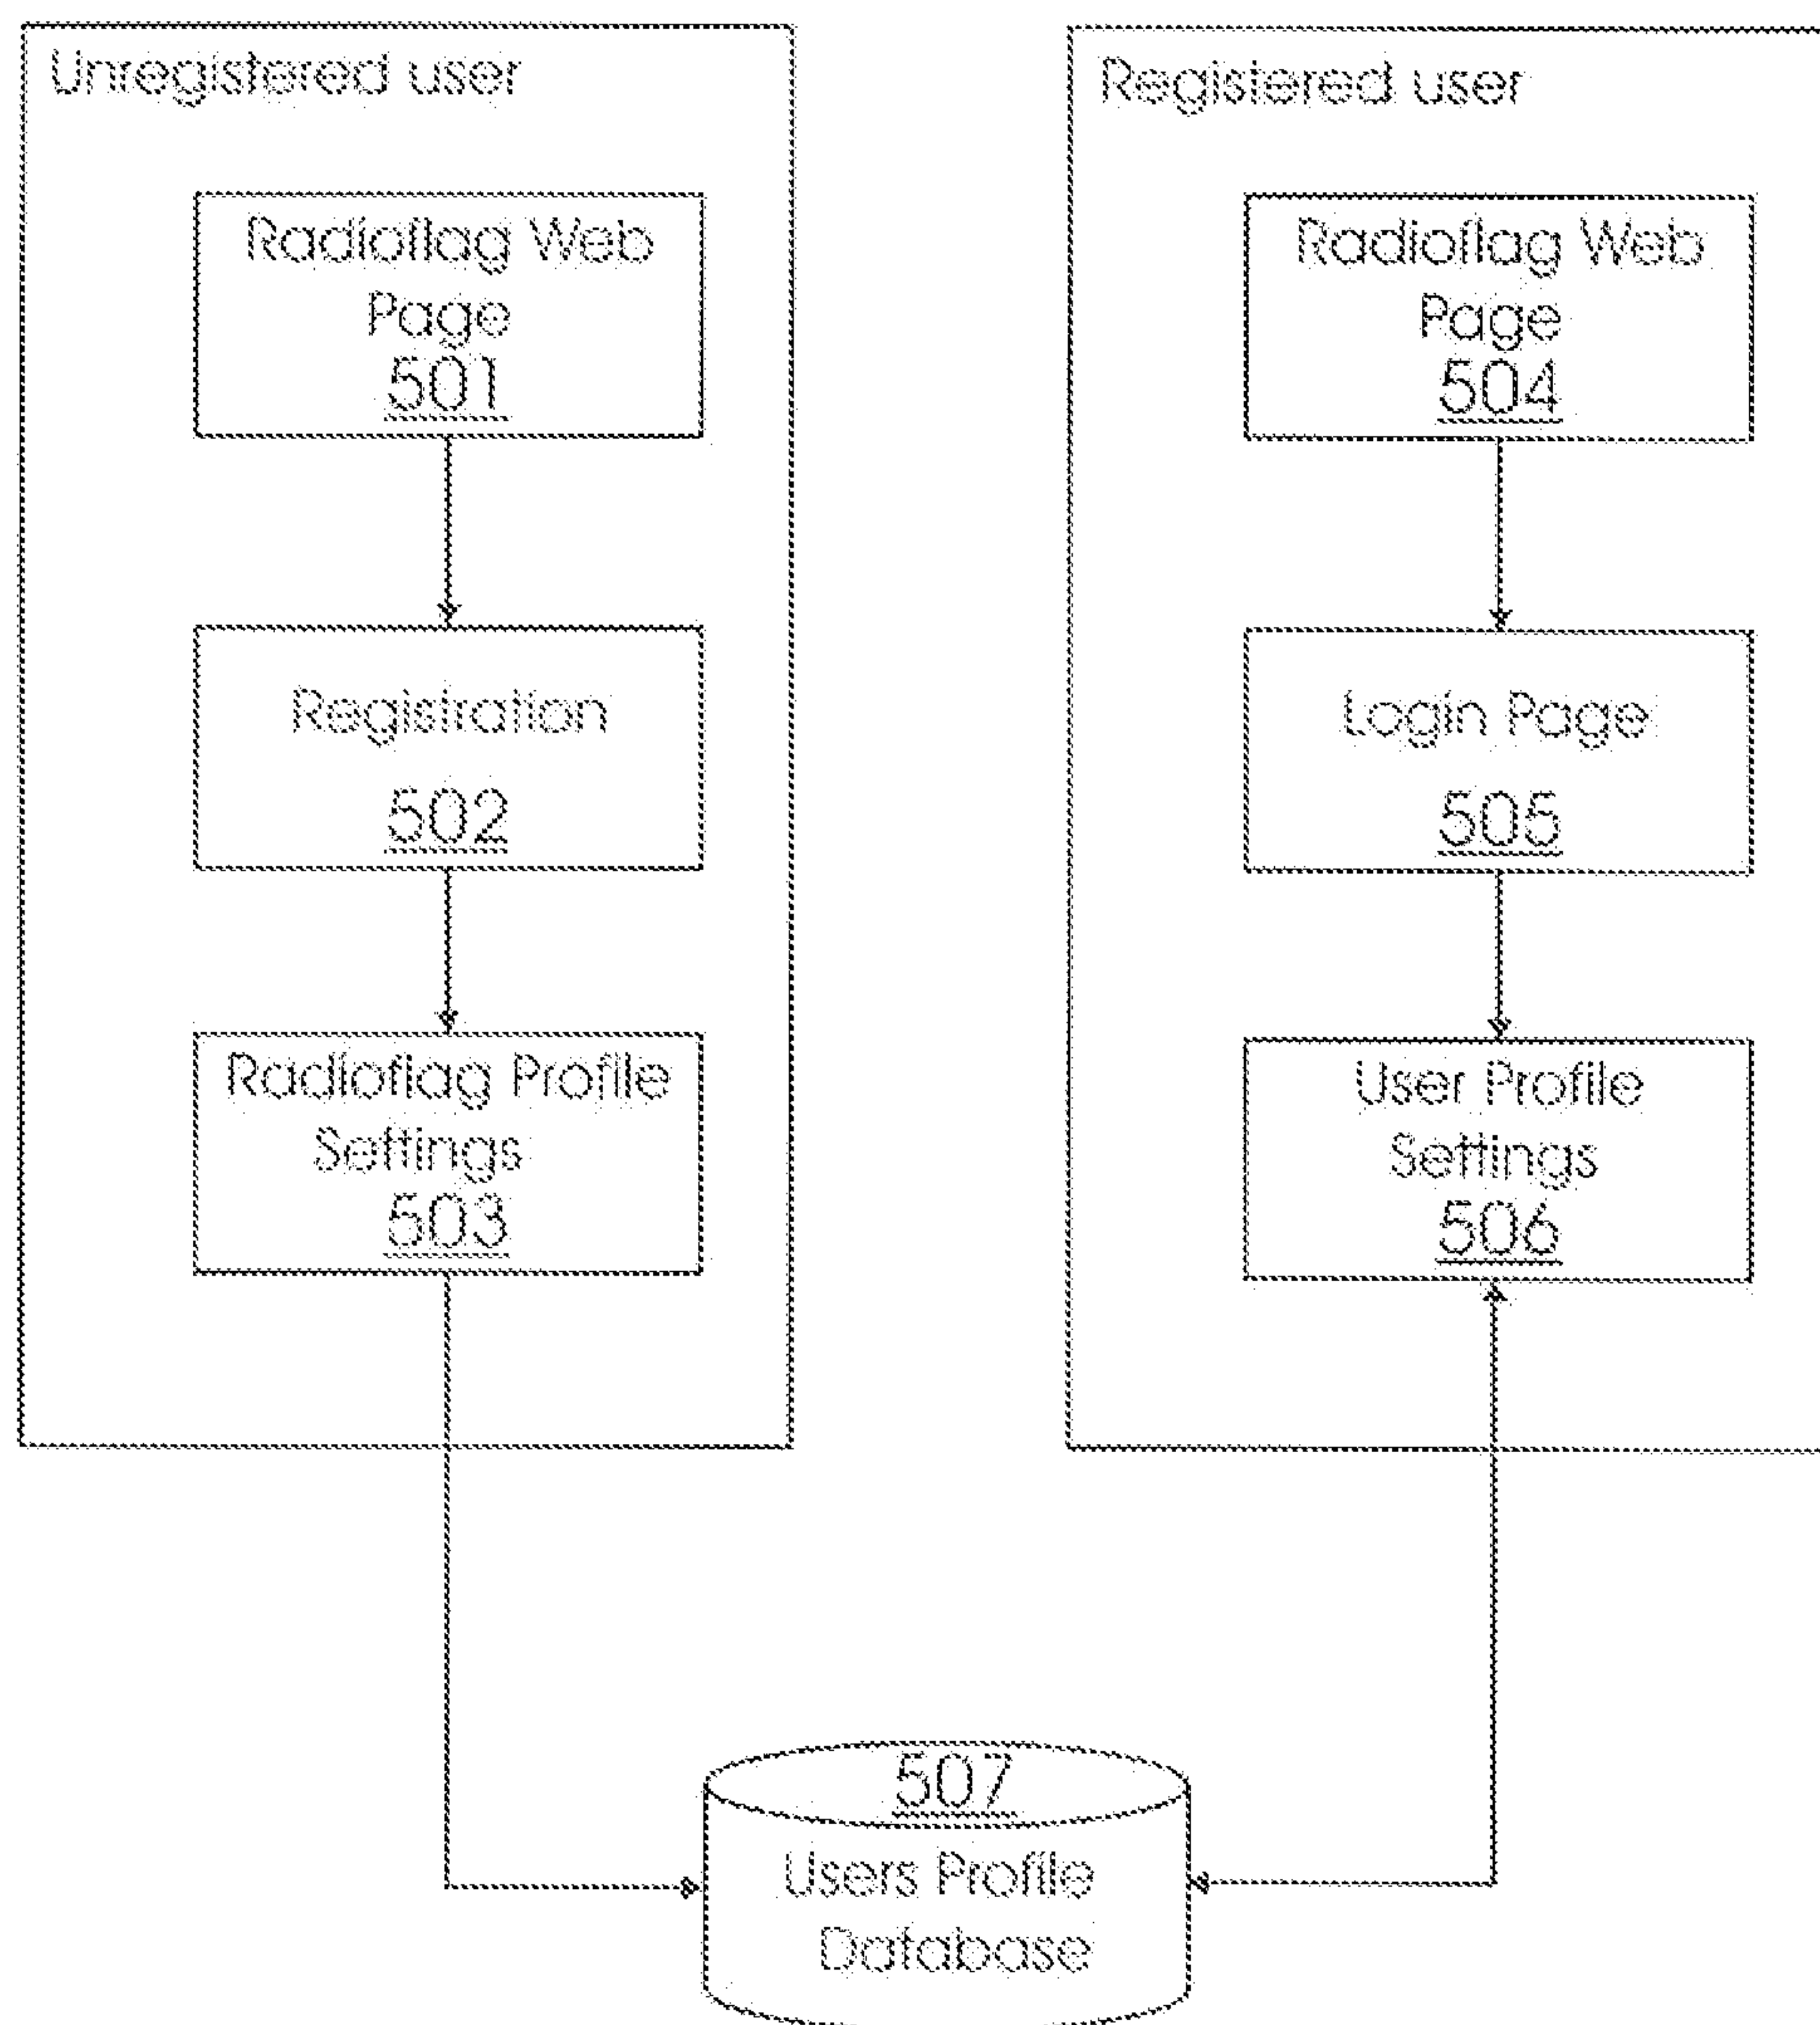 Unregistered user
Radioflag Web
Page
501
Registration
502
Radioflag Profile
Settings
503
Registered user
Radioflag Web
Page
504
Login Page
505
User Profile
Settings
506
507
Users Profile
Database